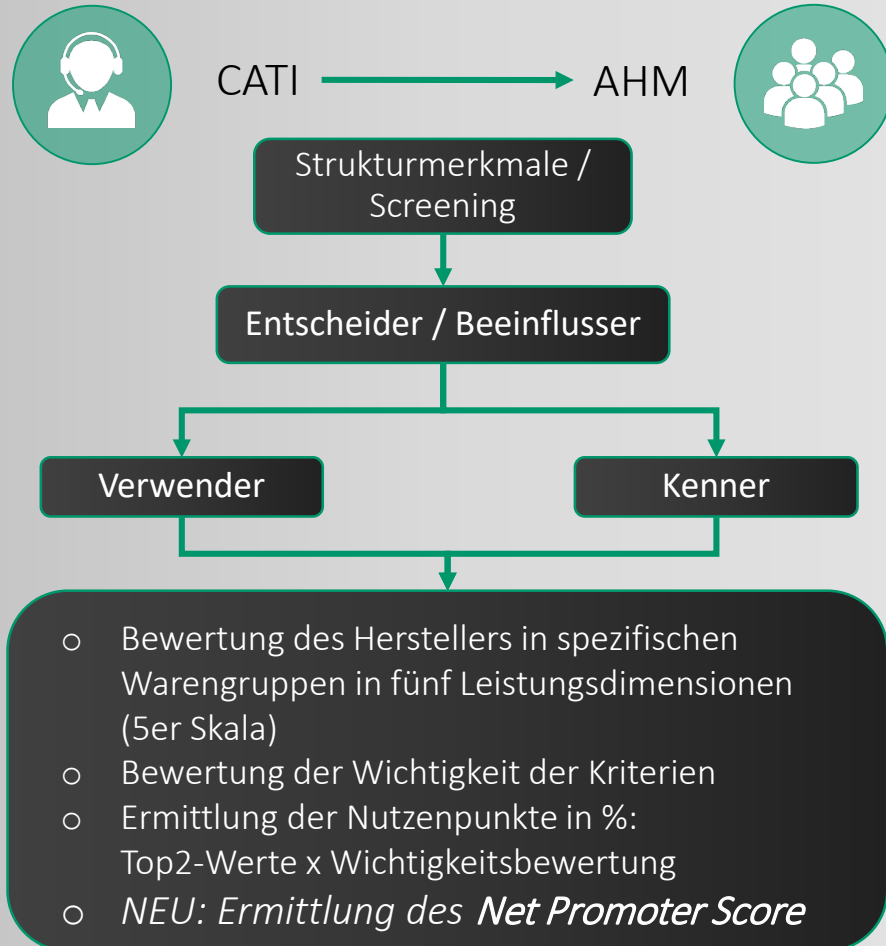 CATI
AHM
Strukturmerkmale /
Screening
Entscheider / Beeinflusser
Verwender
Kenner
o Bewertung des Herstellers in spezifischen
Warengruppen in fünf Leistungsdimensionen
(5er Skala)
o Bewertung der Wichtigkeit der Kriterien
o Ermittlung der Nutzenpunkte in %:
Top2-Werte x Wichtigkeitsbewertung
o NEU: Ermittlung des Net Promoter Score